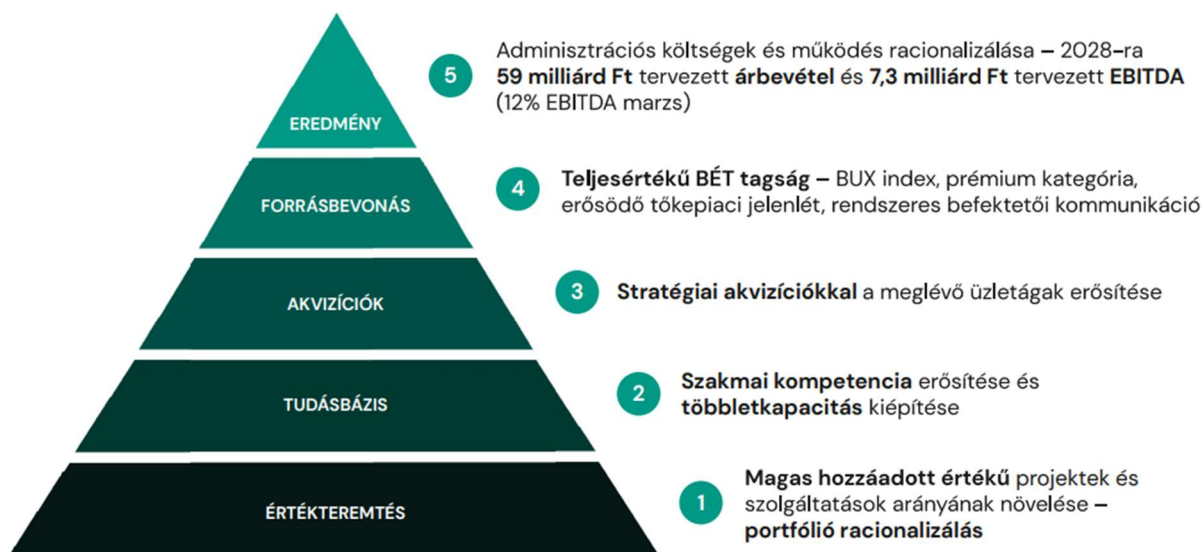 5
Adminisztrációs költségek és működés racionalizálása – 2028-ra
59 milliárd Ft tervezett árbevétel és 7,3 milliárd Ft tervezett EBITDA
(12% EBITDA marzs)
EREDMÉNY
4
Teljesértékű BÉT tagság – BUX index, prémium kategória,
erősödő tőkepiaci jelenlét, rendszeres befektetői kommunikáció
FORRÁSBEVONÁS
3
Stratégiai akvizíciókkal a meglévő üzletágak erősítése
AKVIZÍCIÓK
2
Szakmai kompetencia erősítése és
többletkapacitás kiépítése
TUDÁSBÁZIS
1
Magas hozzáadott értékű projektek és
szolgáltatások arányának növelése –
portfólió racionalizálás
ÉRTÉKTEREMTÉS